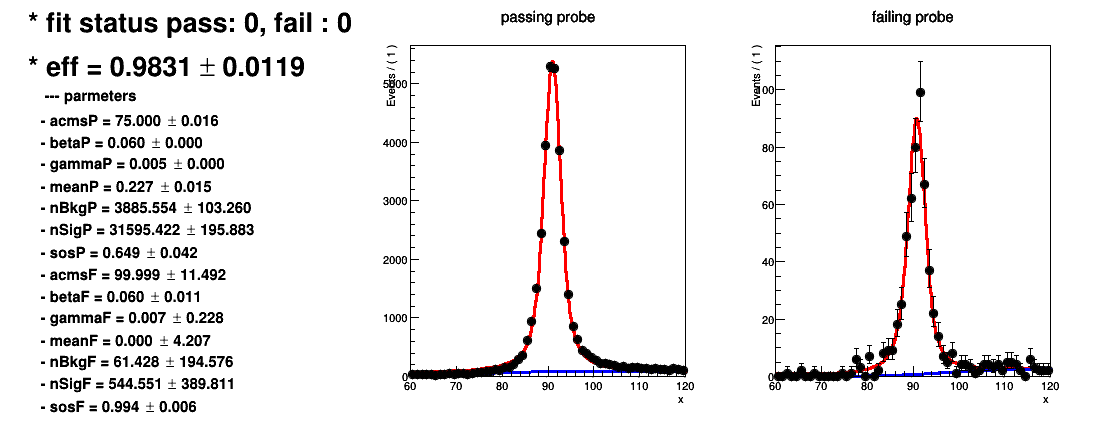 * fit status pass: 0, fail : 0
* eff = 0.9831 ± 0.0119
--- parmeters
- acmsP = 75.000 ± 0.016
- betaP = 0.060 ± 0.000
- gammaP = 0.005 ± 0.000
- meanP = 0.227 ± 0.015
- nBkgP = 3885.554 ± 103.260
- nSigP = 31595.422 ± 195.883
- sosP = 0.649 ± 0.042
- acmsF = 99.999 ± 11.492
- betaF = 0.060 ± 0.011
- gammaF = 0.007 ± 0.228
- meanF = 0.000 ± 4.207
- nBkgF = 61.428 ± 194.576
- nSigF = 544.551 ± 389.811
- sosF = 0.994 ± 0.006
passing probe
Events / ( 1 )
5000
4000
3000
2000
1000
0
60 70 80 90 100 110 120
x
failing probe
Events / ( 1 )
100
80
60
40
20
0
60 70 80 90 100 110 120
x